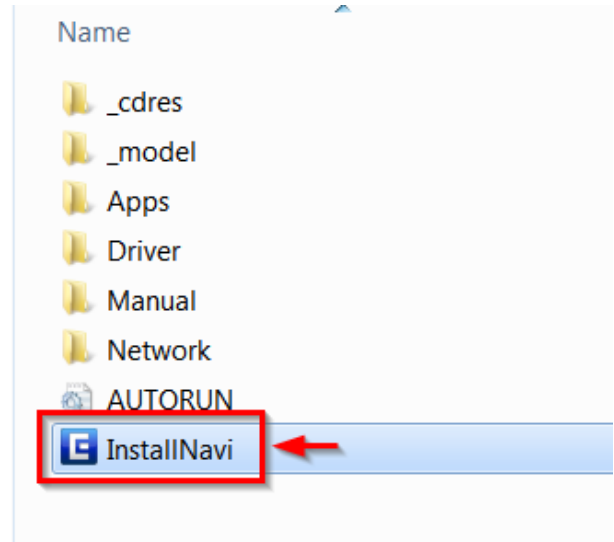 Name
_cdres
_model
Apps
Driver
Manual
Network
AUTORUN
InstallNavi